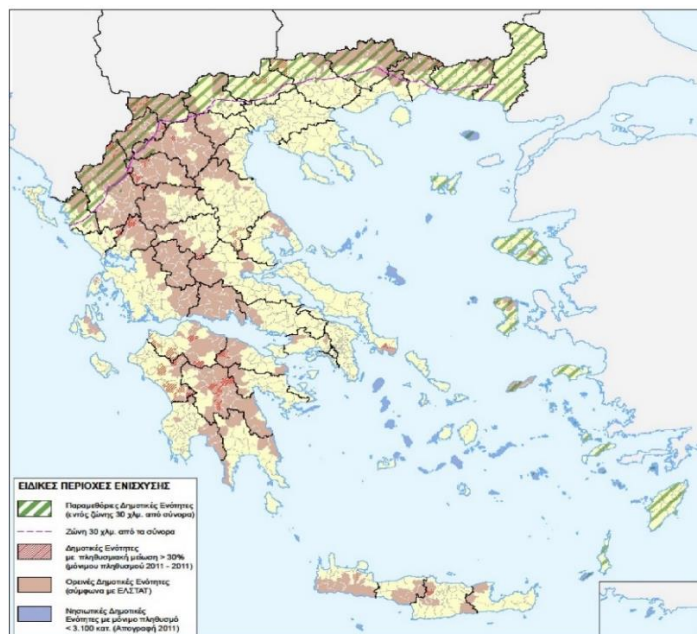 ΕΙΔΙΚΕΣ ΠΕΡΙΟΧΕΣ ΕΝΙΣΧΥΣΗΣ
Παραμεθόριες Δημοτικές Ενότητες
(εντός ζώνης 30 χλμ. από σύνορα)
Ζώνη 30 χλμ. από τα σύνορα
Δημοτικές Ενότητες
με πληθυσμιακή μείωση > 30%
(μόνιμου πληθυσμού 2011 - 2011)
Ορεινές Δημοτικές Ενότητες
(σύμφωνα με ΕΛΣΤΑΤ)
Νησιωτικές Δημοτικές
Ενότητες με μόνιμο πληθυσμό
< 3.100 κατ. (Απογραφή 2011)